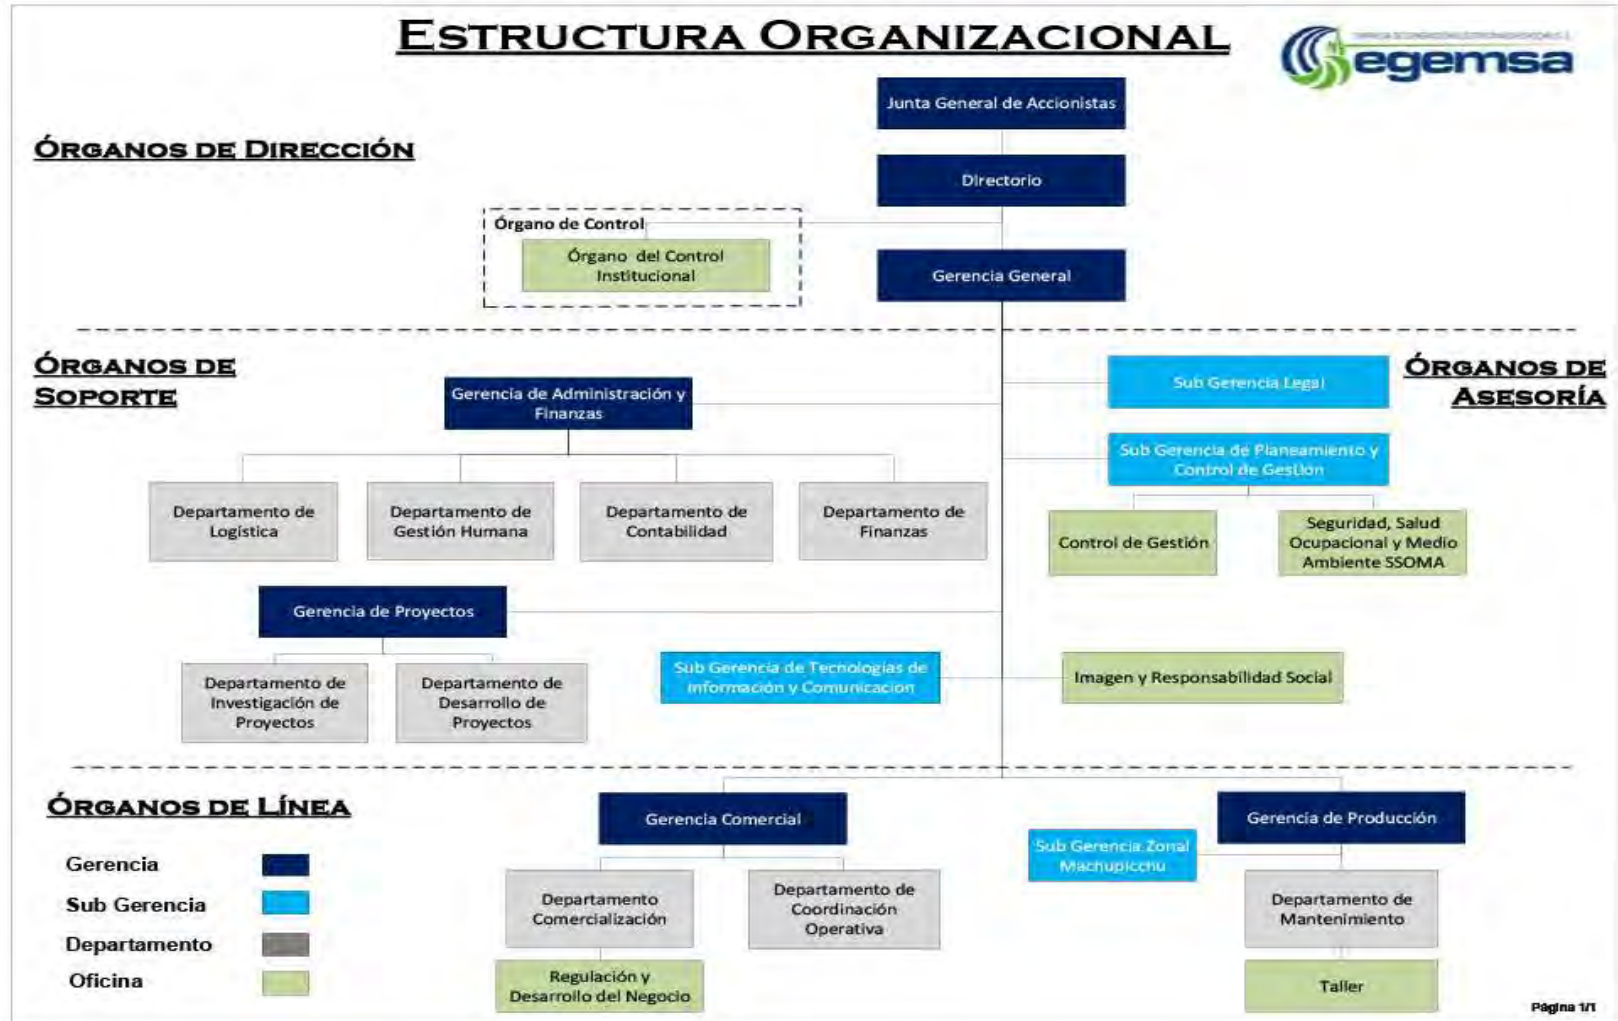 ESTRUCTURA ORGANIZACIONAL
egemsa
Junta General de Accionistas
ÓRGANOS DE DIRECCIÓN
Directorio
Órgano de Control
Órgano del Control
Institucional
Gerencia General
ÓRGANOS DE
SOPORTE
ÓRGANOS DE
ASESORÍA
Sub Gerencia Legal
Gerencia de Administración y
Finanzas
Sub Gerencia de Planeamiento y
Control de Gestión
Departamento de
Logística
Departamento de
Gestión Humana
Departamento de
Contabilidad
Departamento de
Finanzas
Control de Gestión
Seguridad, Salud
Ocupacional y Medio
Ambiente SSOMA
Gerencia de Proyectos
Departamento de
Investigación de
Proyectos
Departamento de
Desarrollo de
Proyectos
Sub Gerencia de Tecnologías de
Información y Comunicacion
Imagen y Responsabilidad Social
ÓRGANOS DE LÍNEA
Gerencia
Sub Gerencia
Departamento
Oficina
Gerencia Comercial
Gerencia de Producción
Sub Gerencia Zonal
Machupicchu
Departamento
Comercialización
Departamento de
Coordinación
Operativa
Departamento de
Mantenimiento
Regulación y
Desarrollo del Negocio
Taller
Página 1/1